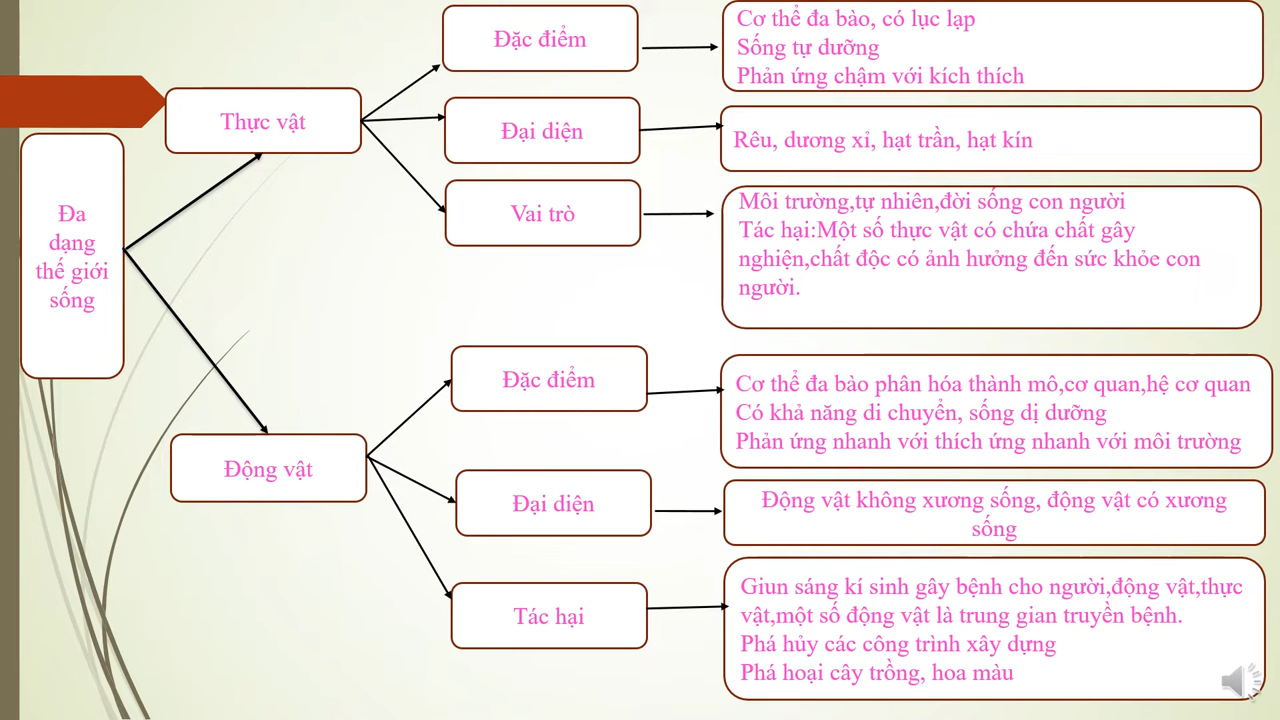 Đa
dạng
thế giới
sống
Thực vật
Đặc điểm
Cơ thể đa bào, có lục lạp
Sống tự dưỡng
Phản ứng chậm với kích thích
Đại diện
Rêu, dương xỉ, hạt trần, hạt kín
Vai trò
Môi trường,tự nhiên,đời sống con người
Tác hại:Một số thực vật có chứa chất gây
nghiện,chất độc có ảnh hưởng đến sức khỏe con
người.
Động vật
Đặc điểm
Cơ thể đa bào phân hóa thành mô,cơ quan,hệ cơ quan
Có khả năng di chuyển, sống dị dưỡng
Phản ứng nhanh với thích ứng nhanh với môi trường
Đại diện
Động vật không xương sống, động vật có xương
sống
Tác hại
Giun sáng kí sinh gây bệnh cho người,động vật,thực
vật,một số động vật là trung gian truyền bệnh.
Phá hủy các công trình xây dựng
Phá hoại cây trồng, hoa màu